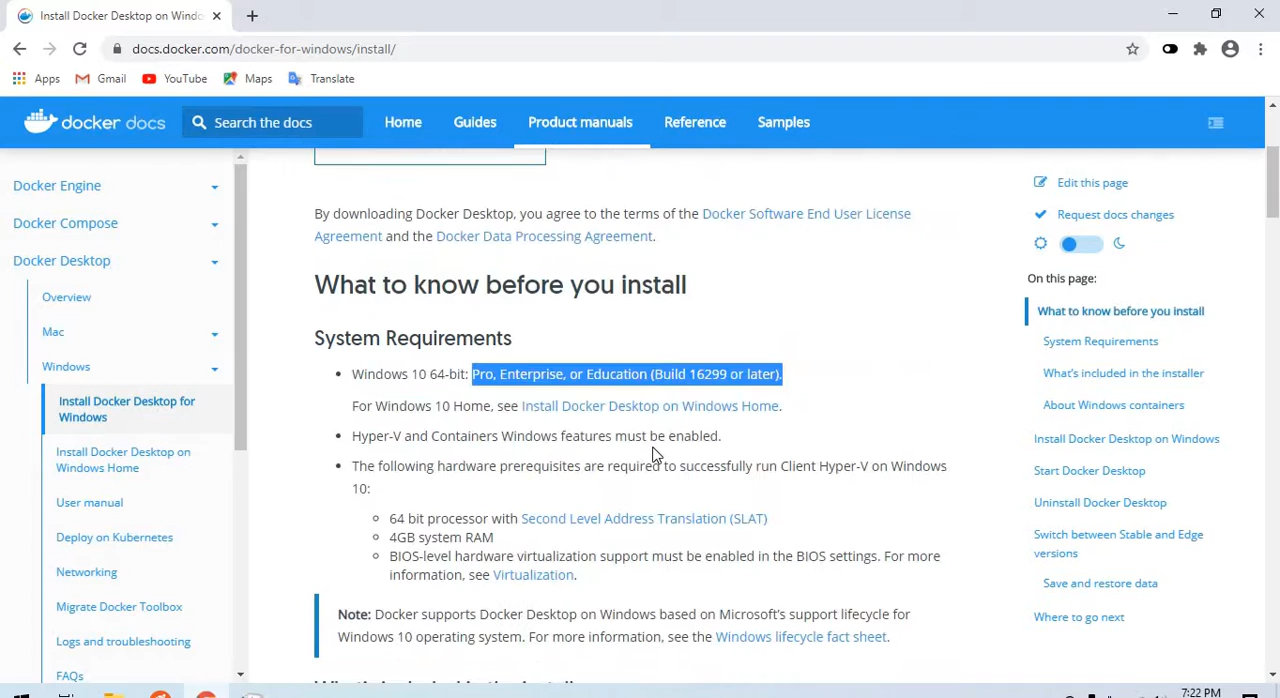 Install Docker Desktop on Windo
docs.docker.com/docker-for-windows/install/
Apps Gmail YouTube Maps Translate
docker docs Search the docs Home Guides Product manuals Reference Samples
Docker Engine
Docker Compose
Docker Desktop
Overview
Mac
Windows
Install Docker Desktop for
Windows
Install Docker Desktop on
Windows Home
User manual
Deploy on Kubernetes
Networking
Migrate Docker Toolbox
Logs and troubleshooting
FAQs
By downloading Docker Desktop, you agree to the terms of the Docker Software End User License
Agreement and the Docker Data Processing Agreement.
What to know before you install
System Requirements
• Windows 10 64-bit: Pro, Enterprise, or Education (Build 16299 or later).
For Windows 10 Home, see Install Docker Desktop on Windows Home.
• Hyper-V and Containers Windows features must be enabled.
• The following hardware prerequisites are required to successfully run Client Hyper-V on Windows
10:
◦ 64 bit processor with Second Level Address Translation (SLAT)
◦ 4GB system RAM
◦ BIOS-level hardware virtualization support must be enabled in the BIOS settings. For more
information, see Virtualization.
Note: Docker supports Docker Desktop on Windows based on Microsoft's support lifecycle for
Windows 10 operating system. For more information, see the Windows lifecycle fact sheet.
Edit this page
Request docs changes
On this page:
What to know before you install
System Requirements
What's included in the installer
About Windows containers
Install Docker Desktop on Windows
Start Docker Desktop
Uninstall Docker Desktop
Switch between Stable and Edge
versions
Save and restore data
Where to go next
7:22 PM